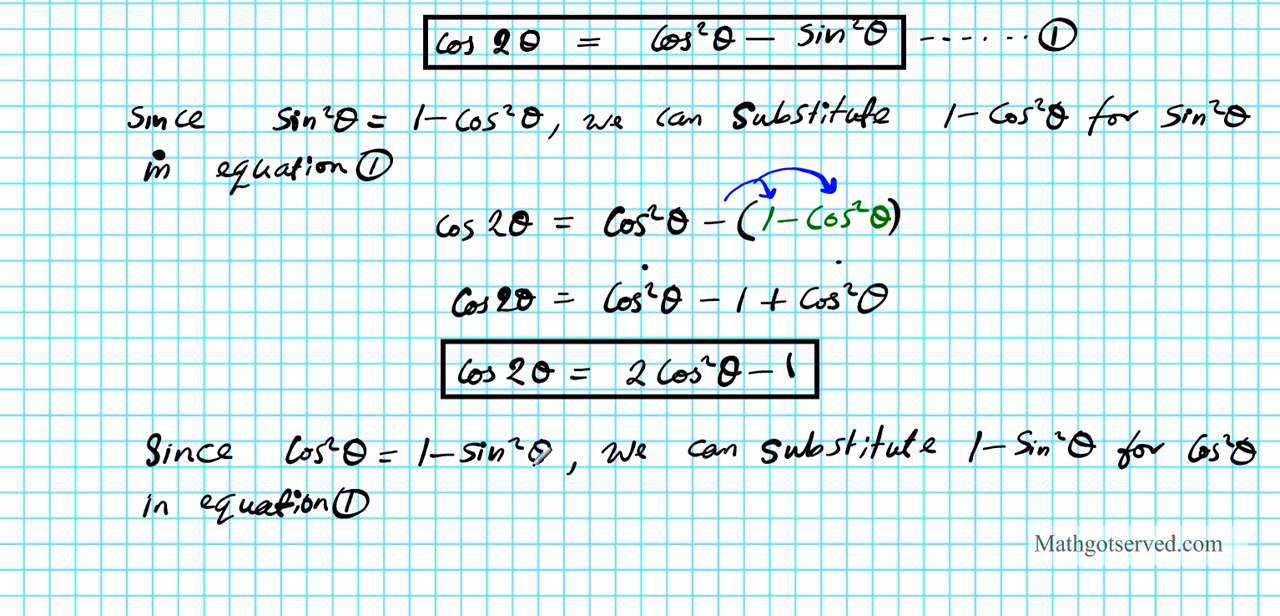 cos 2θ = cos²θ − sin²θ ------- ①
Since sin²θ = 1 − cos²θ, we can substitute 1 − cos²θ for sin²θ
in equation ①
cos 2θ = cos²θ − (1 − cos²θ)
cos 2θ = cos²θ − 1 + cos²θ
cos 2θ = 2 cos²θ − 1
Since cos²θ = 1 − sin²θ, we can substitute 1 − sin²θ for cos²θ
in equation ①
Mathgotserved.com